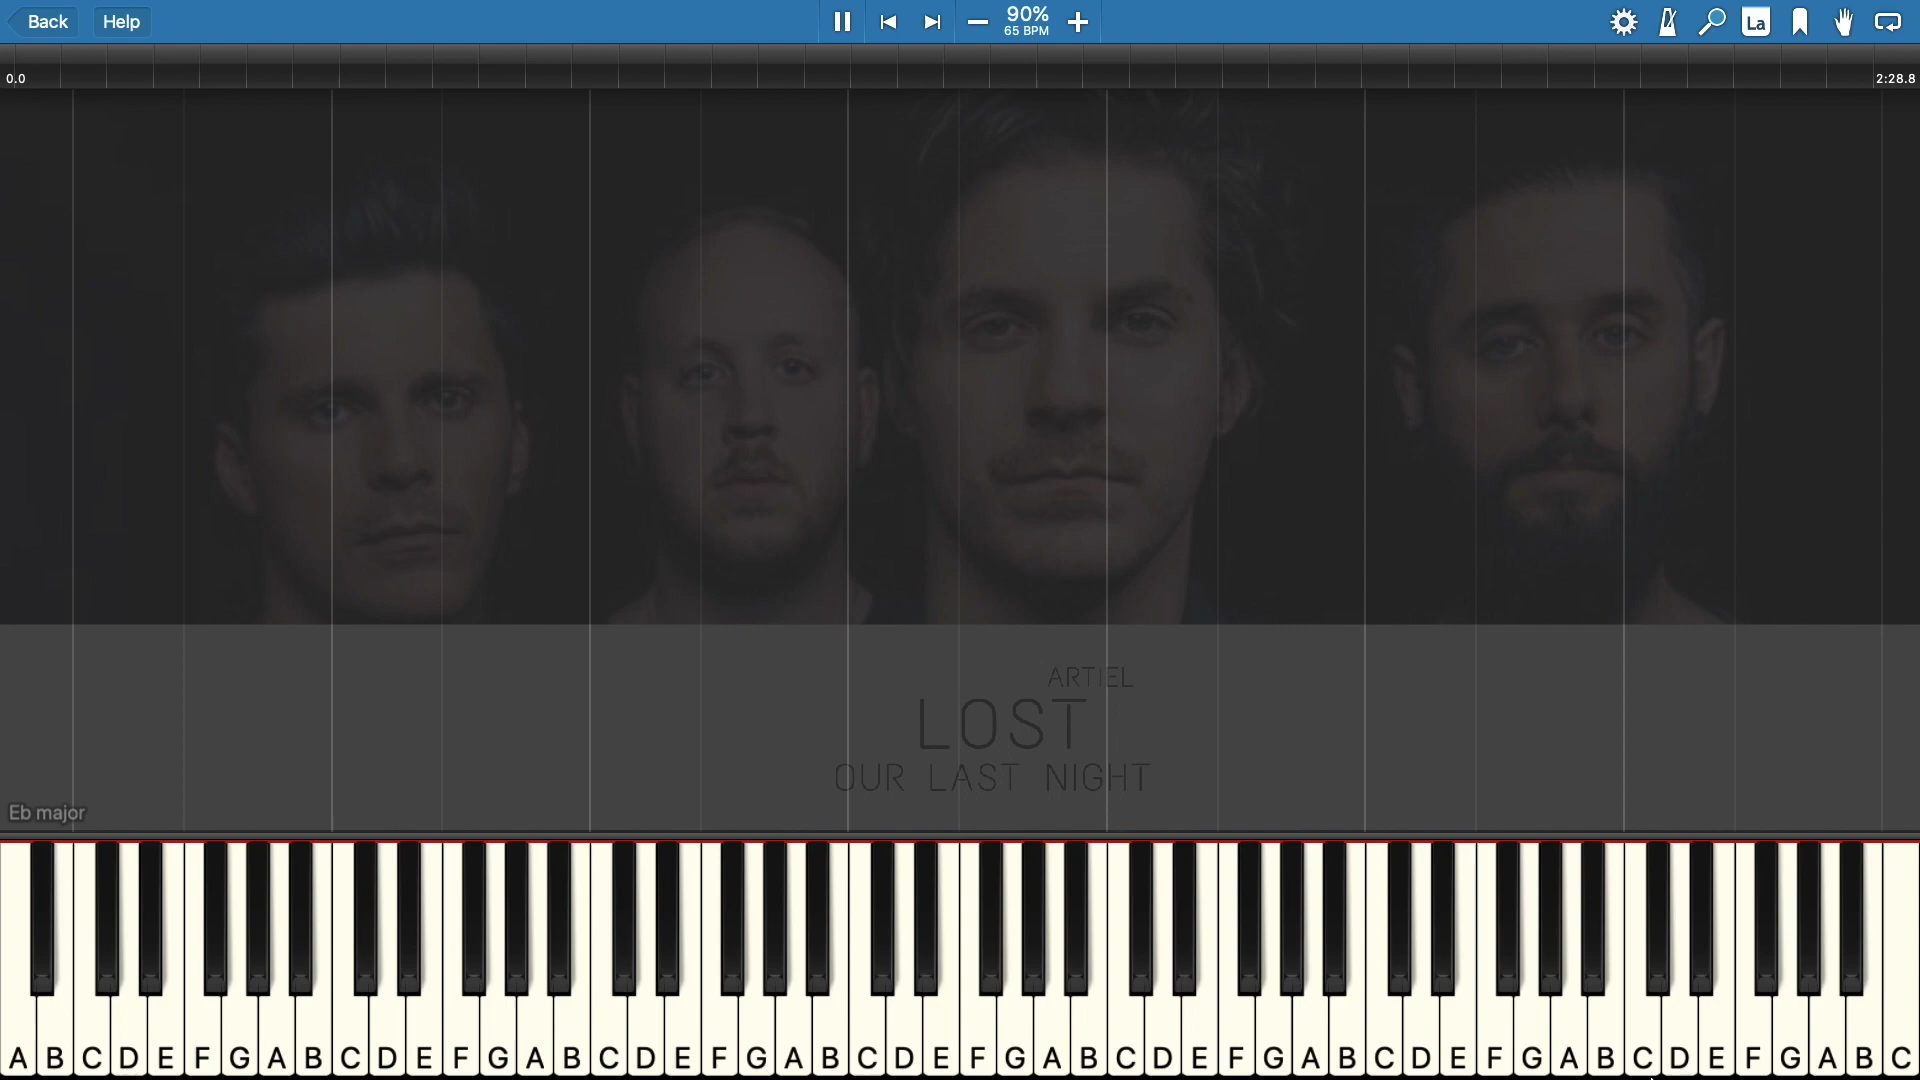 Back Help 90% La
65 BPM
0.0 2:28.8
ARTIEL
LOST
OUR LAST NIGHT
Eb major
A B C D E F G A B C D E F G A B C D E F G A B C D E F G A B C D E F G A B C D E F G A B C D E F G A B C